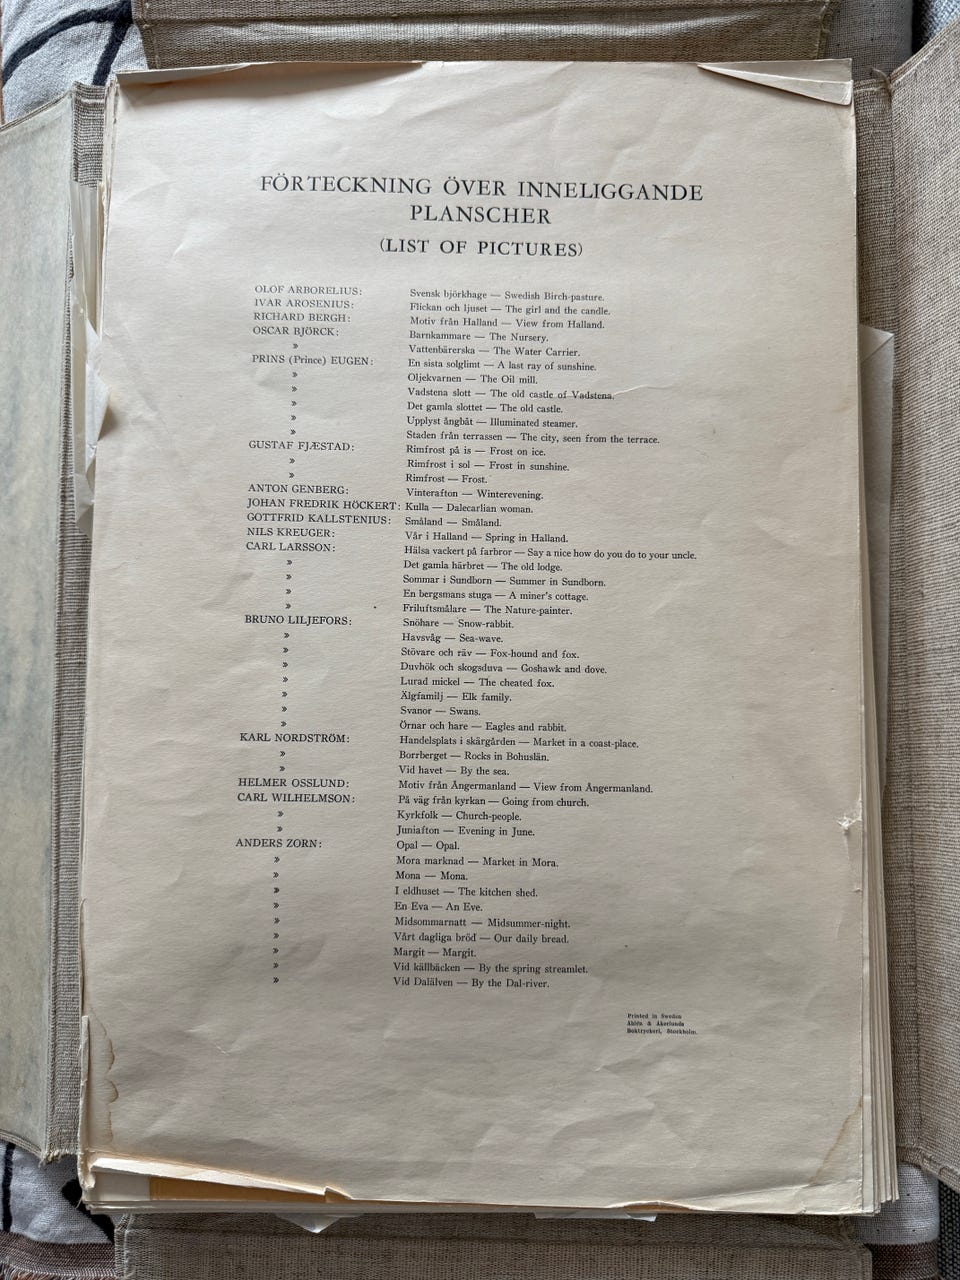 FÖRTECKNING ÖVER INNELIGGANDE
PLANSCHER
(LIST OF PICTURES)
OLOF ARBORELIUS: Svensk björkhage — Swedish Birch-pasture.
IVAR AROSENIUS: Flickan och ljuset — The girl and the candle.
RICHARD BERGH: Motiv från Halland — View from Halland.
OSCAR BJÖRCK: Barnkammare — The Nursery.
» Vattenbärerska — The Water Carrier.
PRINS (Prince) EUGEN: En sista solglimt — A last ray of sunshine.
» Oljekvarnen — The Oil mill.
» Vadstena slott — The old castle of Vadstena.
» Det gamla slottet — The old castle.
» Upplyst ångbåt — Illuminated steamer.
» Staden från terrassen — The city, seen from the terrace.
GUSTAF FJÆSTAD: Rimfrost på is — Frost on ice.
» Rimfrost i sol — Frost in sunshine.
» Rimfrost — Frost.
ANTON GENBERG: Vinterafton — Winterevening.
JOHAN FREDRIK HÖCKERT: Kulla — Dalecarlian woman.
GOTTFRID KALLSTENIUS: Småland — Småland.
NILS KREUGER: Vår i Halland — Spring in Halland.
CARL LARSSON: Hälsa vackert på farbror — Say a nice how do you do to your uncle.
» Det gamla härbret — The old lodge.
» Sommar i Sundborn — Summer in Sundborn.
» En bergsmans stuga — A miner's cottage.
» Friluftsmålare — The Nature-painter.
BRUNO LILJEFORS: Snöhare — Snow-rabbit.
» Havsvåg — Sea-wave.
» Stövare och räv — Fox-hound and fox.
» Duvhök och skogsduva — Goshawk and dove.
» Lurad mickel — The cheated fox.
» Älgfamilj — Elk family.
» Svanor — Swans.
» Örnar och hare — Eagles and rabbit.
KARL NORDSTRÖM: Handelsplats i skärgården — Market in a coast-place.
» Borrberget — Rocks in Bohuslän.
» Vid havet — By the sea.
HELMER OSSLUND: Motiv från Ångermanland — View from Ångermanland.
CARL WILHELMSON: På väg från kyrkan — Going from church.
» Kyrkfolk — Church-people.
» Juniafton — Evening in June.
ANDERS ZORN: Opal — Opal.
» Mora marknad — Market in Mora.
» Mona — Mona.
» I eldhuset — The kitchen shed.
» En Eva — An Eve.
» Midsommarnatt — Midsummer-night.
» Vårt dagliga bröd — Our daily bread.
» Margit — Margit.
» Vid källbäcken — By the spring streamlet.
» Vid Dalälven — By the Dal-river.
Printed in Sweden
Åhlén & Åkerlunds
Boktryckeri, Stockholm.